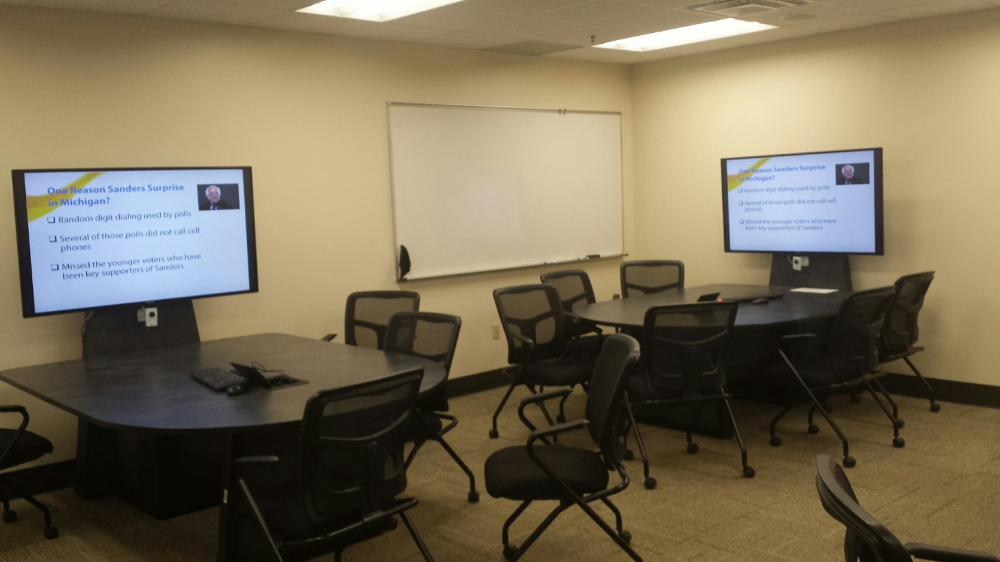 One Reason Sanders Surprise
in Michigan?
❑ Random digit dialing used by polls
❑ Several of those polls did not call cell
phones
❑ Missed the younger voters who have
been key supporters of Sanders
One Reason Sanders Surprise
in Michigan?
❑ Random digit dialing used by polls
❑ Several of those polls did not call cell
phones
❑ Missed the younger voters who have
been key supporters of Sanders